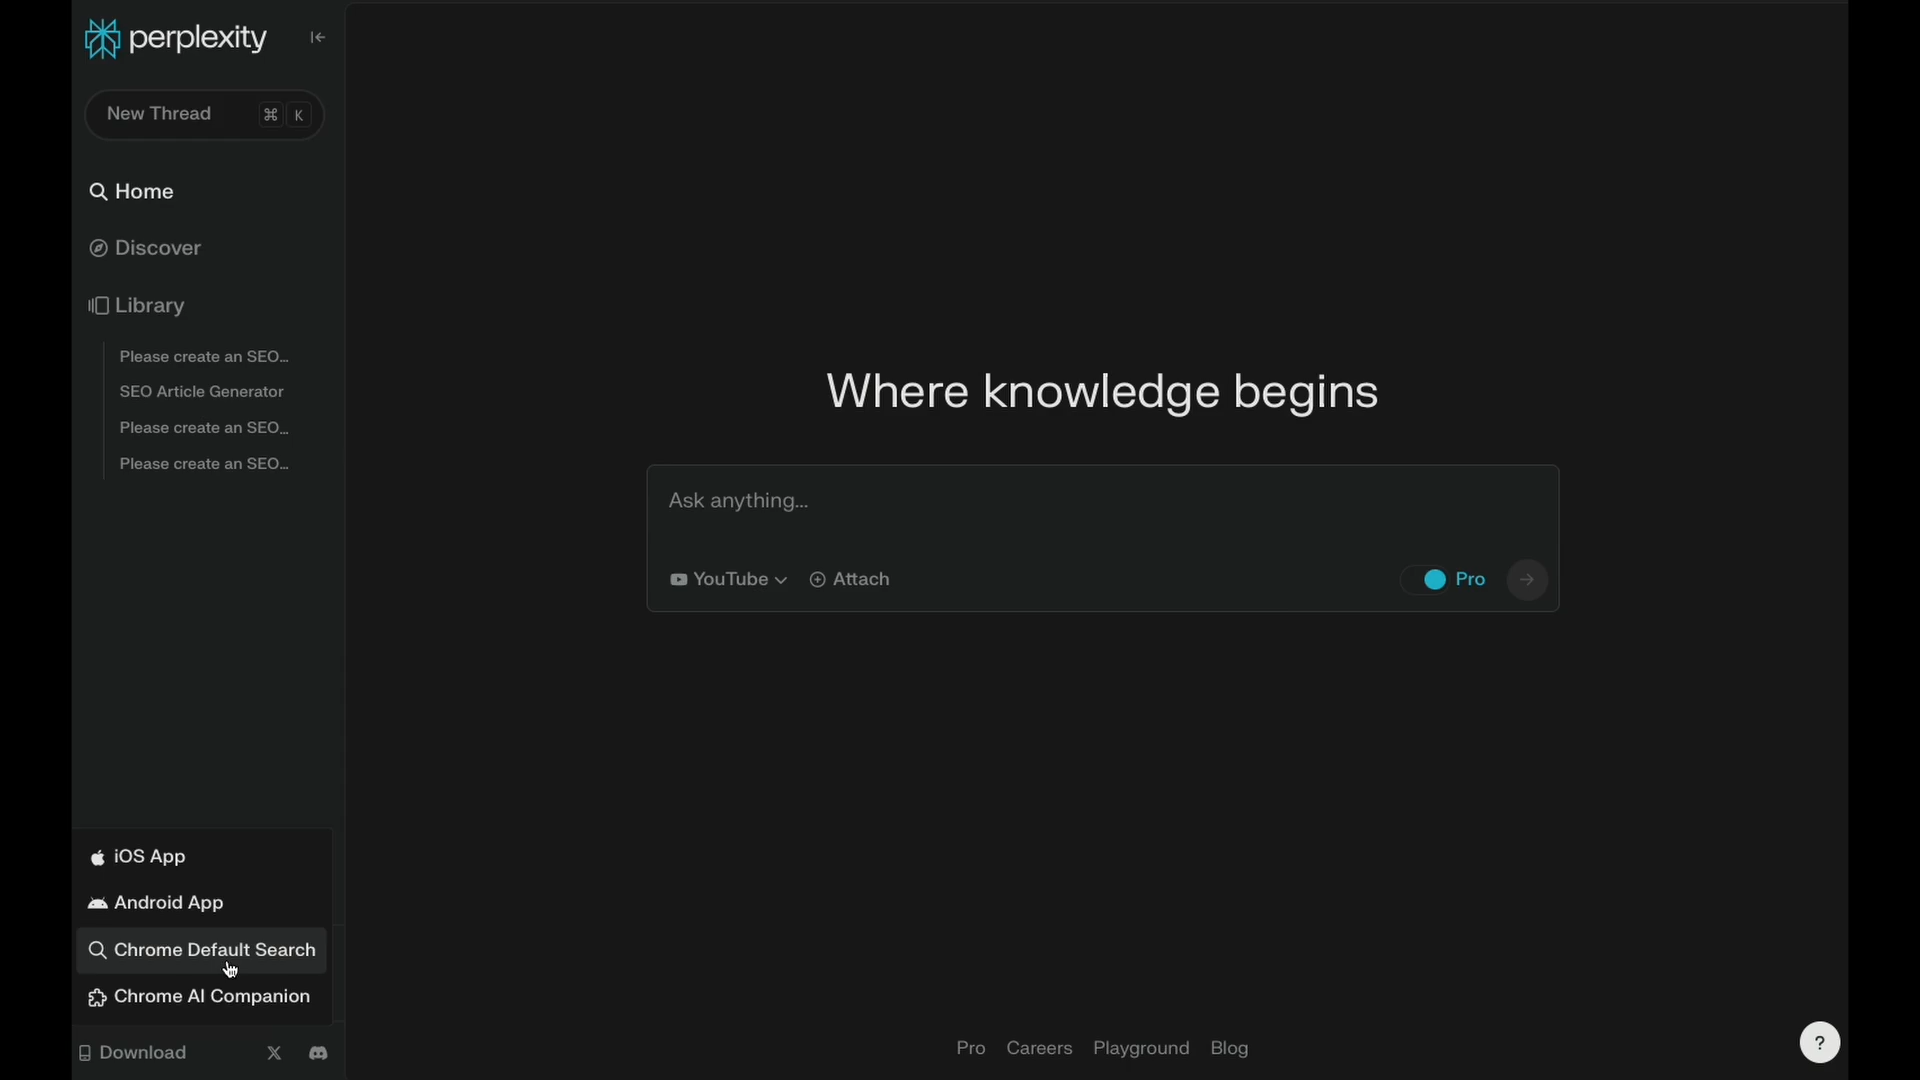 perplexity
New Thread ⌘ K
Home
Discover
Library
Please create an SEO...
SEO Article Generator
Please create an SEO...
Please create an SEO...
iOS App
Android App
Chrome Default Search
Chrome AI Companion
Download
Where knowledge begins
Ask anything...
YouTube Attach Pro
Pro Careers Playground Blog
?